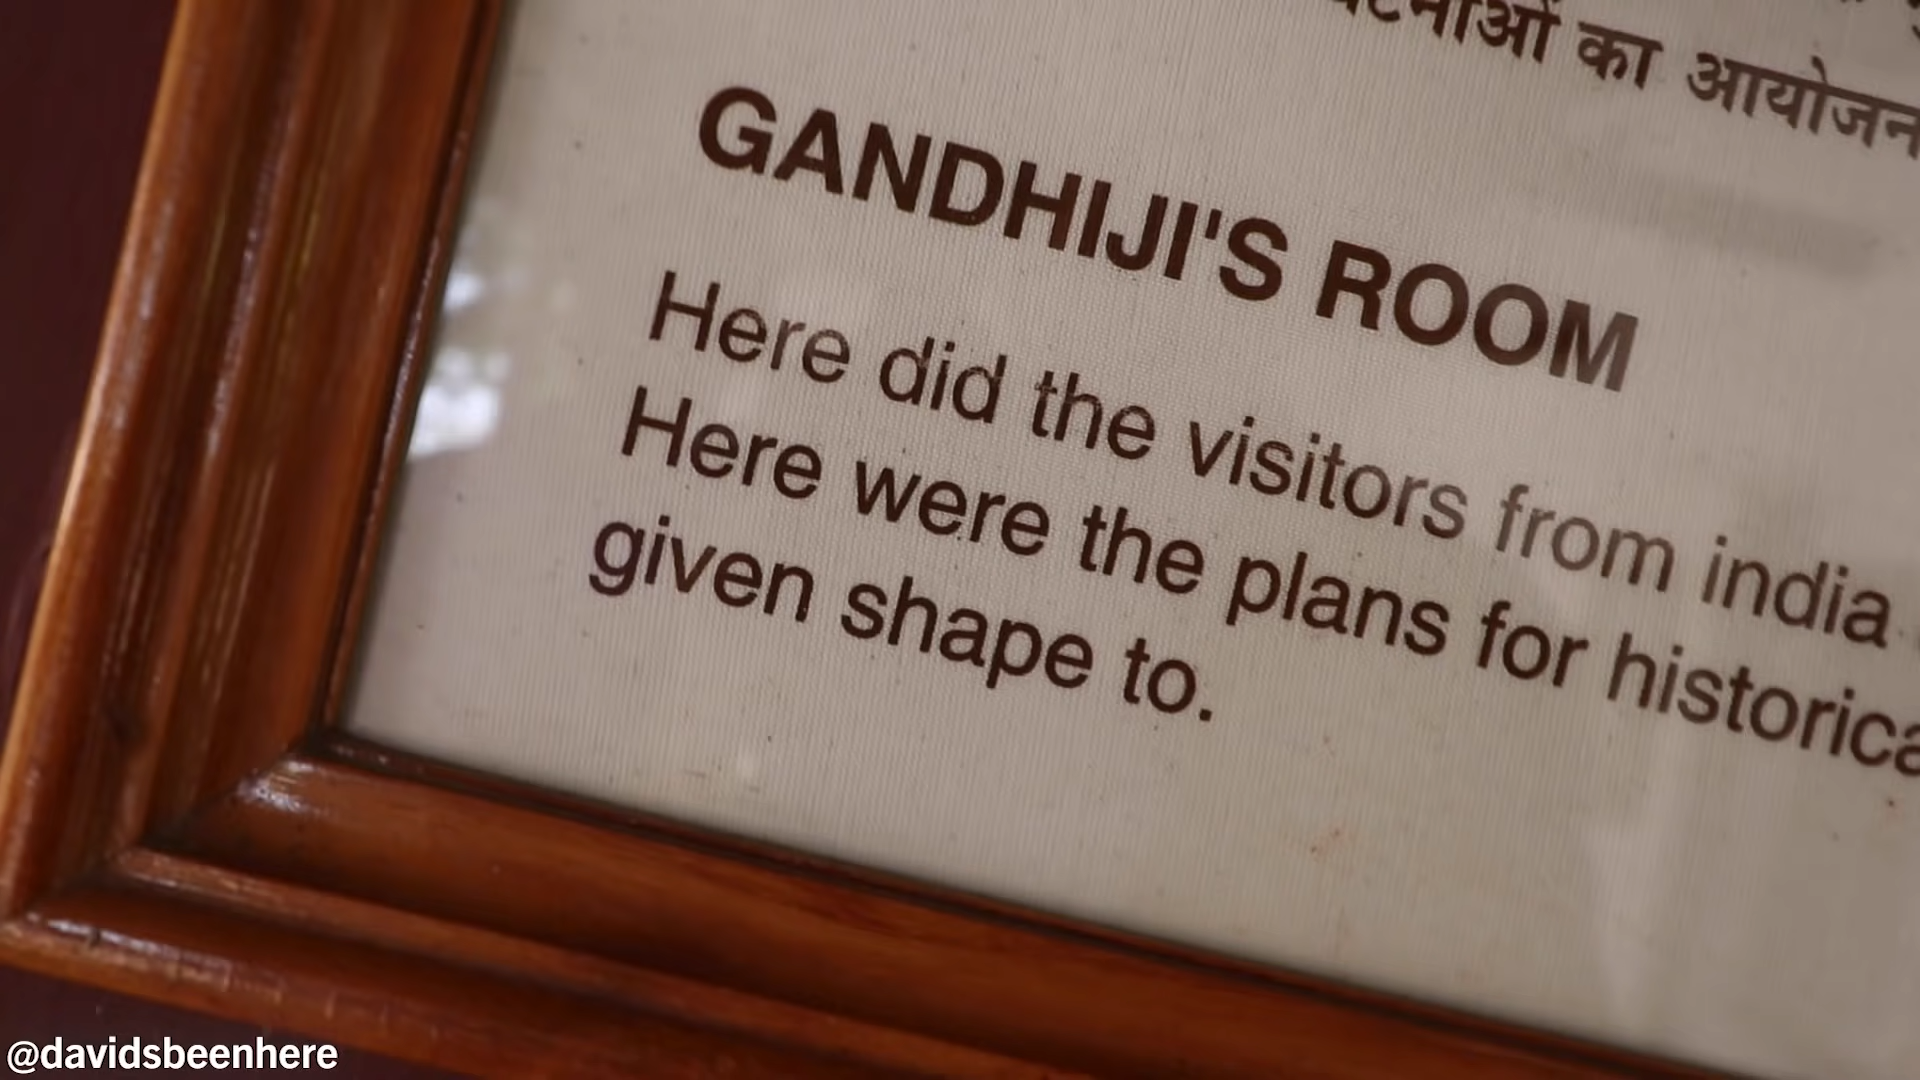 का आयोजन
GANDHIJI'S ROOM
Here did the visitors from india
Here were the plans for historica
given shape to.
@davidsbeenhere